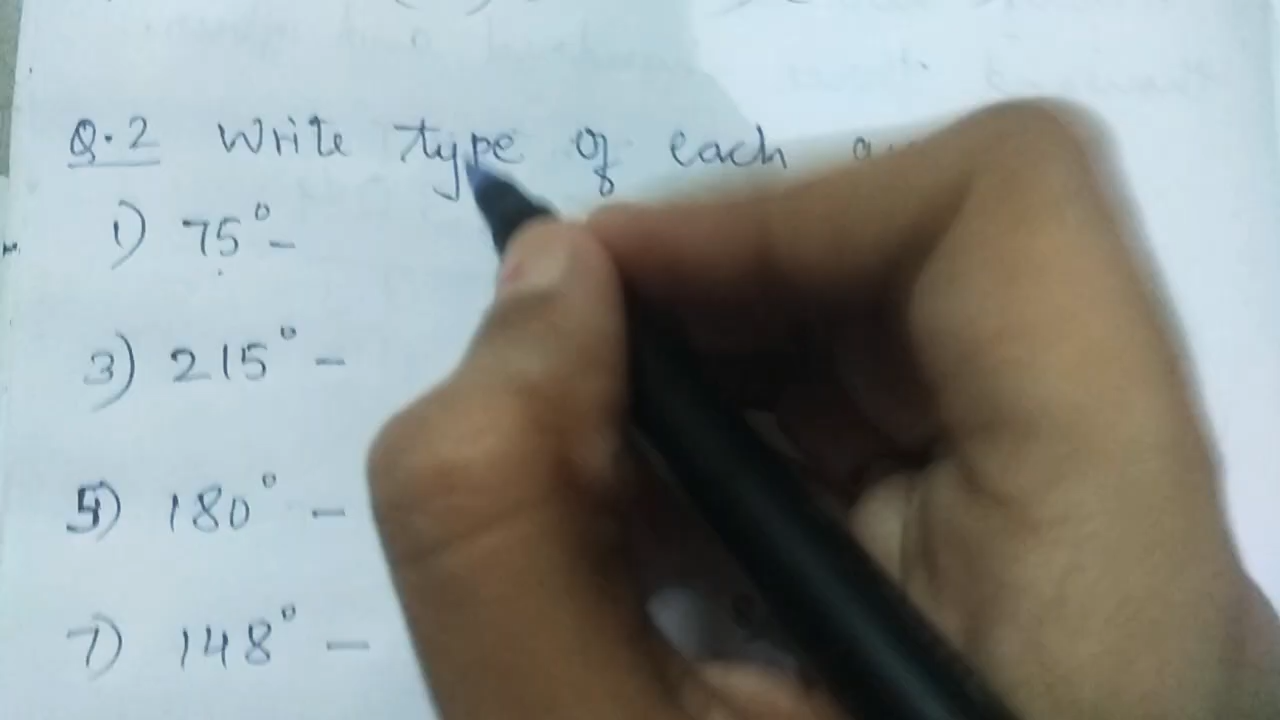 Q.2 Write type of each
1) 75° -
3) 215° -
5) 180° -
7) 148° -